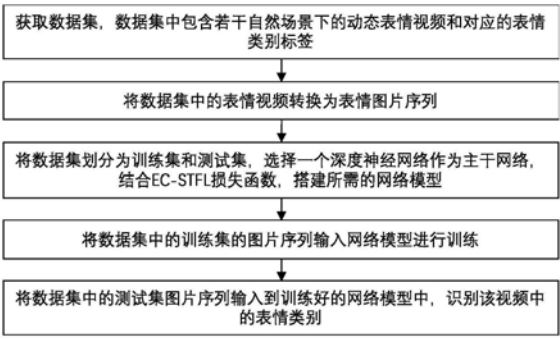 获取数据集，数据集中包含若干自然场景下的动态表情视频和对应的表情
类别标签
将数据集中的表情视频转换为表情图片序列
将数据集划分为训练集和测试集，选择一个深度神经网络作为主干网络，
结合EC-STFL损失函数，搭建所需的网络模型
将数据集中的训练集的图片序列输入网络模型进行训练
将数据集中的测试集图片序列输入到训练好的网络模型中，识别该视频中
的表情类别